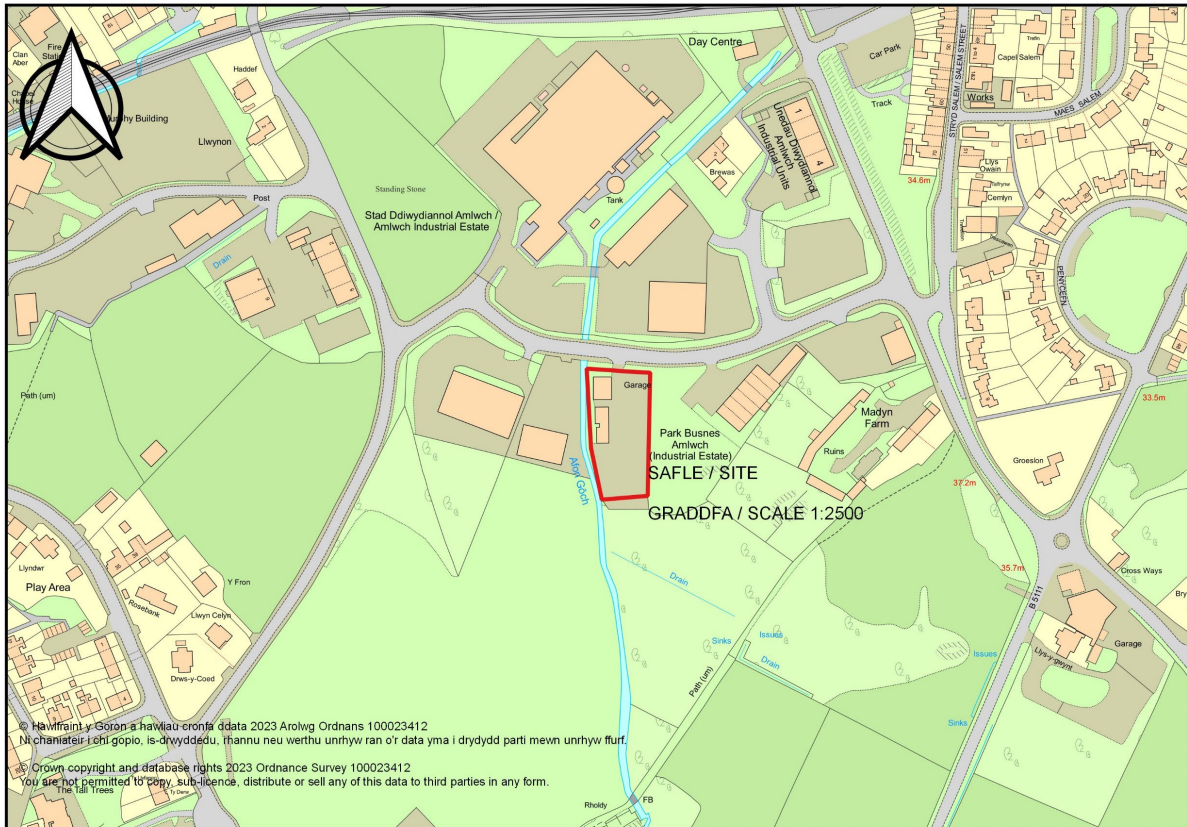 Clan
Aber
Fire
Haddef
Llwynon
Day Centre
Car Park
Track
Trefin
Capel Salem
Works
MAES SALEM
STRYD SALEM / SALEM STREET
Llys
Owain
Cemlyn
34.6m
Unedau Diwydiannol
Amlwch
Industrial Units
1
4
Brewas
Tank
Standing Stone
Stad Ddiwydiannol Amlwch /
Amlwch Industrial Estate
Post
Drain
PENYCEFN
33.5m
Garage
Path (um)
Madyn
Farm
Park Busnes
Amlwch
(Industrial Estate)
Ruins
Groeslon
SAFLE / SITE
37.2m
Afon Gôch
GRADDFA / SCALE 1:2500
35.7m
Cross Ways
Llyndwr
Y Fron
Play Area
Rosebank
Llwyn Celyn
Drain
B 5111
Sinks
Issues
Drain
Issues
Garage
Llys-y-gwynt
Drws-y-Coed
Path (um)
Sinks
© Hawlfraint y Goron a hawliau cronfa ddata 2023 Arolwg Ordnans 100023412
Ni chaniateir i chi gopio, is-drwyddedu, rhannu neu werthu unrhyw ran o'r data yma i drydydd parti mewn unrhyw ffurf.
© Crown copyright and database rights 2023 Ordnance Survey 100023412
You are not permitted to copy, sub-licence, distribute or sell any of this data to third parties in any form.
The Tall Trees
Rholdy
FB